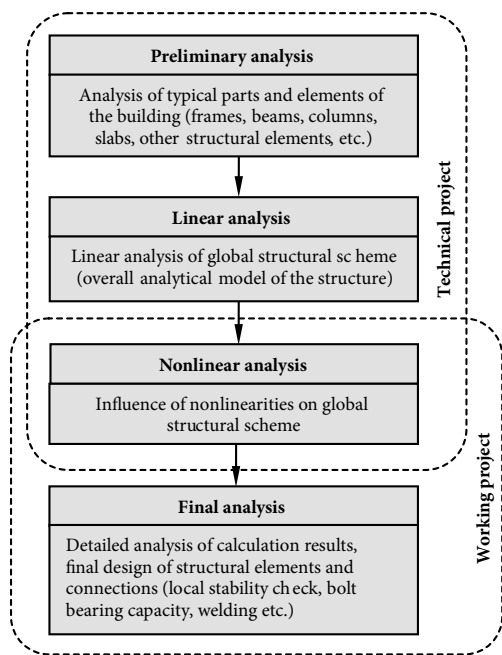 Preliminary analysis
Analysis of typical parts and elements of
the building (frames, beams, columns,
slabs, other structural elements, etc.)
Linear analysis
Linear analysis of global structural sc heme
(overall analytical model of the structure)
Technical project
Nonlinear analysis
Influence of nonlinearities on global
structural scheme
Final analysis
Detailed analysis of calculation results,
final design of structural elements and
connections (local stability check, bolt
bearing capacity, welding etc.)
Working project